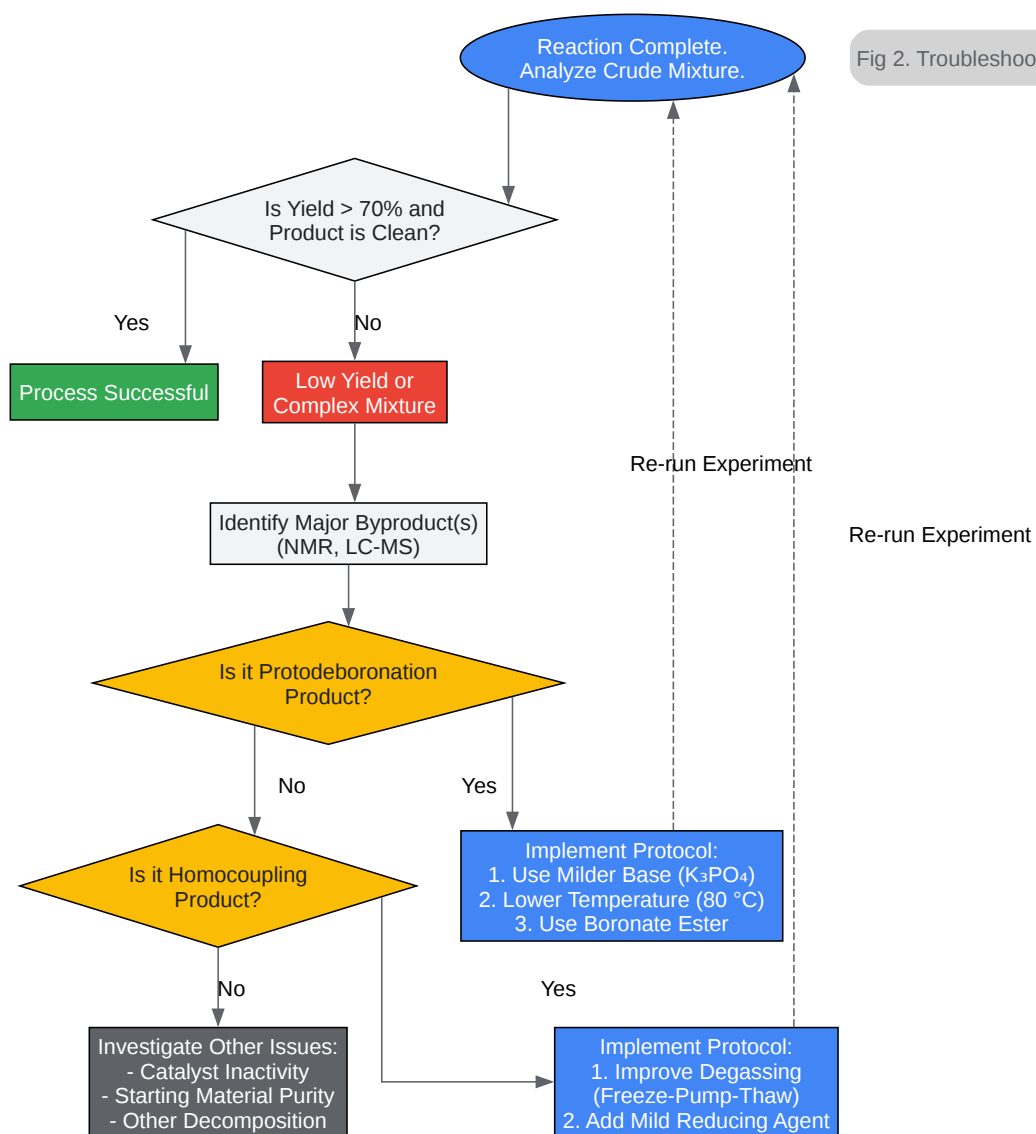 Reaction Complete.
Analyze Crude Mixture.
Fig 2. Troubleshoo
Is Yield > 70% and
Product is Clean?
Yes
No
Process Successful
Low Yield or
Complex Mixture
Re-run Experiment
Identify Major Byproduct(s)
(NMR, LC-MS)
Re-run Experiment
Is it Protodeboronation
Product?
No
Yes
Implement Protocol:
1. Use Milder Base (K₃PO₄)
2. Lower Temperature (80 °C)
3. Use Boronate Ester
Is it Homocoupling
Product?
No
Yes
Investigate Other Issues:
- Catalyst Inactivity
- Starting Material Purity
- Other Decomposition
Implement Protocol:
1. Improve Degassing
(Freeze-Pump-Thaw)
2. Add Mild Reducing Agent